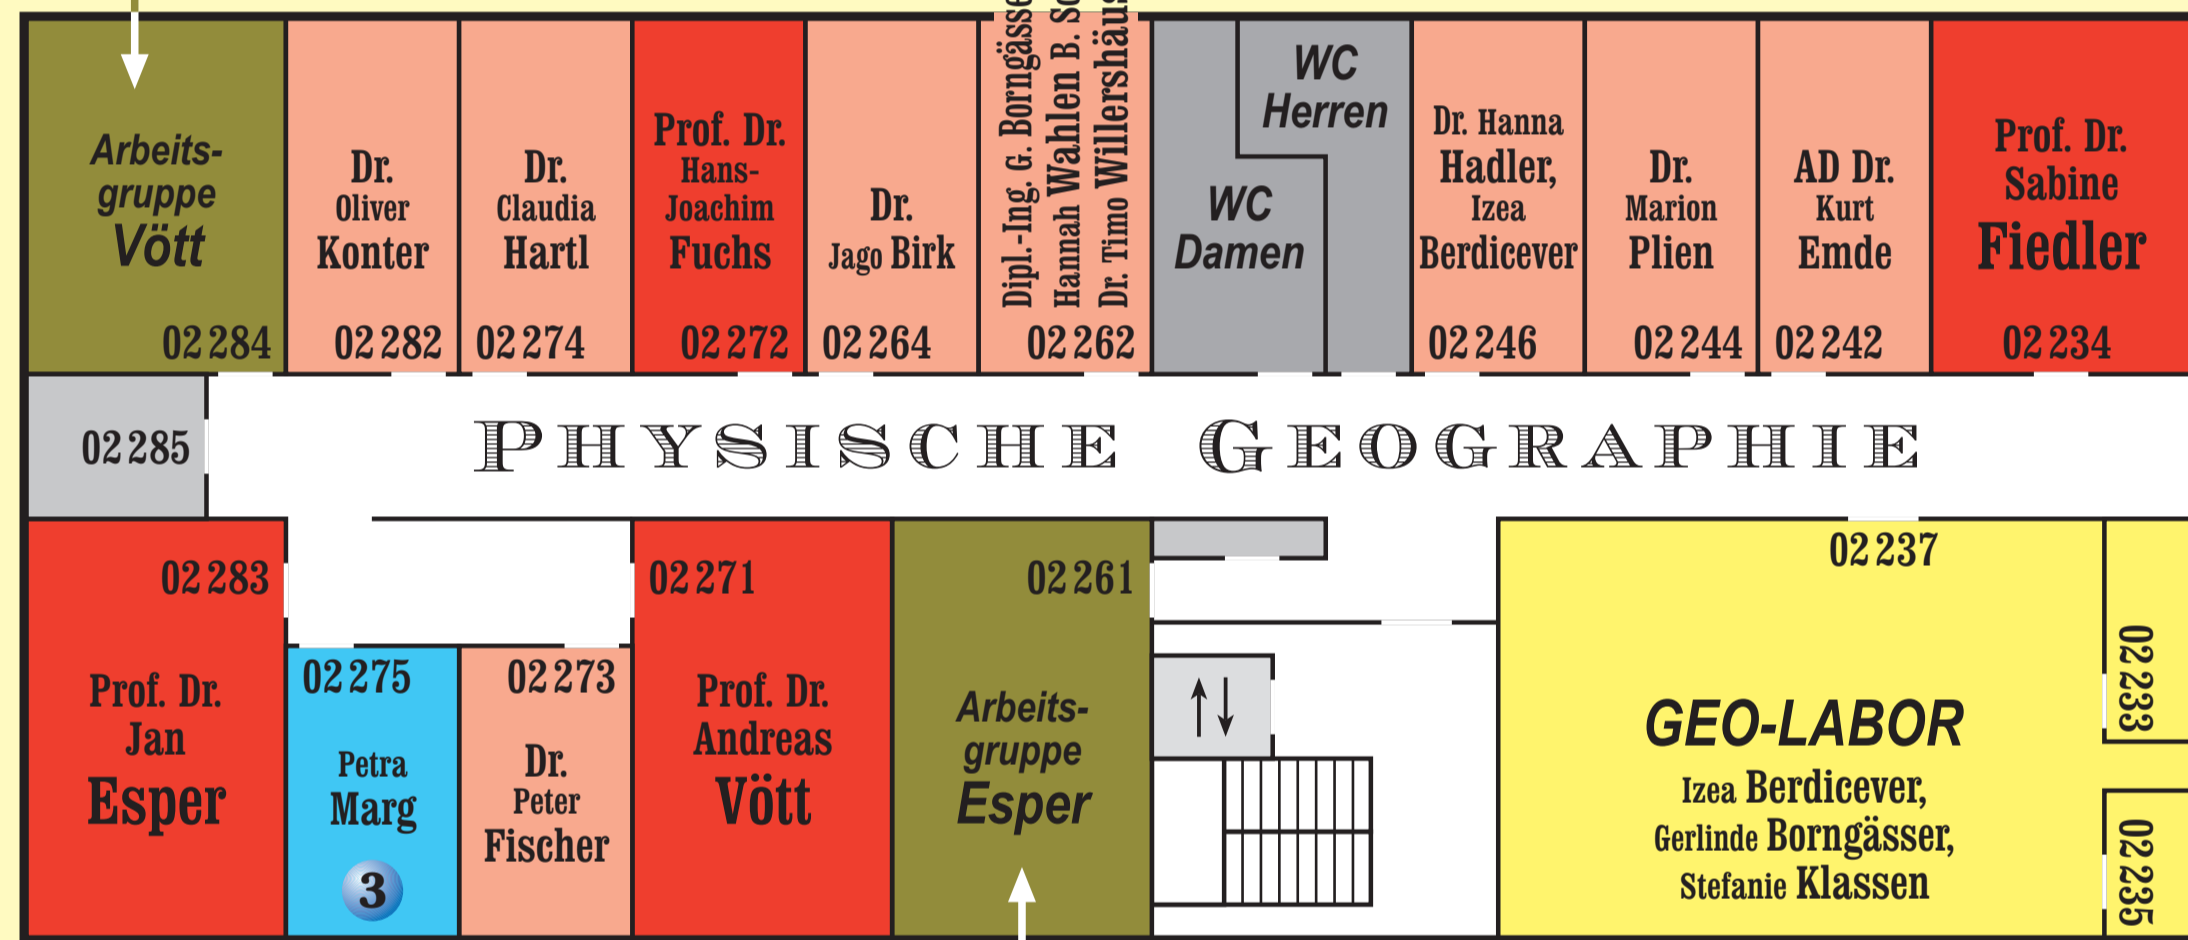 Arbeits-
gruppe
Vött
02 284
Dr.
Oliver
Konter
02 282
Dr.
Claudia
Hartl
02 274
Prof. Dr.
Hans-
Joachim
Fuchs
02 272
Dr.
Jago Birk
02 264
Dipl.-Ing. G. Borngässe
Hannah Wahlen B. Sc
Dr. Timo Willershäus
02 262
WC
Damen
WC
Herren
Dr. Hanna
Hadler,
Izea
Berdicever
02 246
Dr.
Marion
Plien
02 244
AD Dr.
Kurt
Emde
02 242
Prof. Dr.
Sabine
Fiedler
02 234
02 285
PHYSISCHE GEOGRAPHIE
02 283
Prof. Dr.
Jan
Esper
02 275
Petra
Marg
3
02 273
Dr.
Peter
Fischer
02 271
Prof. Dr.
Andreas
Vött
02 261
Arbeits-
gruppe
Esper
02 237
GEO-LABOR
Izea Berdicever,
Gerlinde Borngässer,
Stefanie Klassen
02 233
02 235